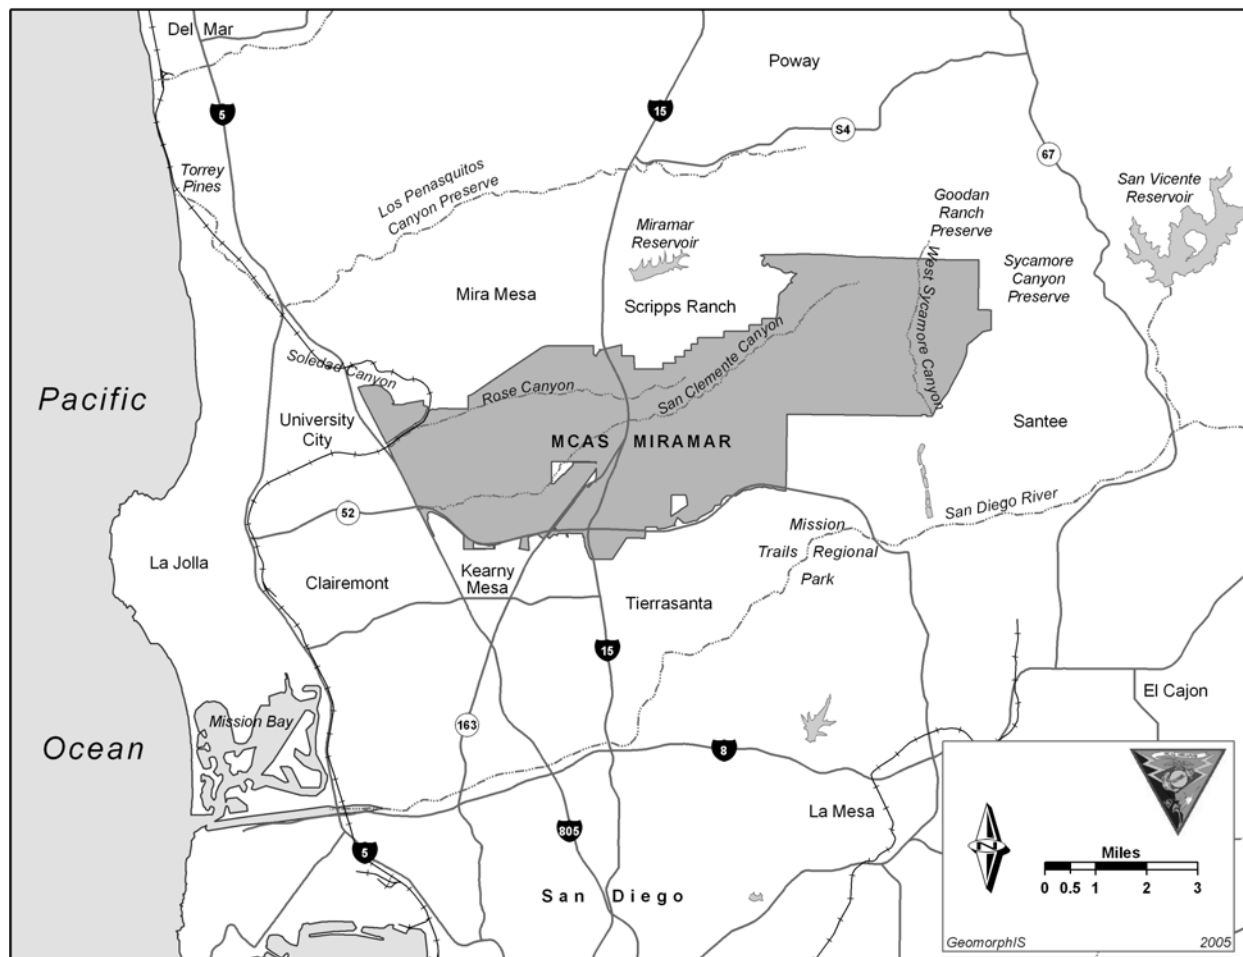 Del Mar
Poway
5
15
S4
67
Torrey
Pines
Los Penasquitos
Canyon Preserve
San Vicente
Reservoir
Goodan
Ranch
Preserve
Miramar
Reservoir
Sycamore
Canyon
Preserve
West Sycamore Canyon
Mira Mesa
Scripps Ranch
Soledad Canyon
Rose Canyon
San Clemente Canyon
Pacific
University
City
Santee
MCAS MIRAMAR
San Diego River
52
Mission
Trails Regional
Park
La Jolla
Clairemont
Kearny
Mesa
Tierrasanta
15
El Cajon
Mission Bay
163
Ocean
8
La Mesa
805
5
San Diego
N
Miles
0 0.5 1 2 3
GeomorphIS 2005